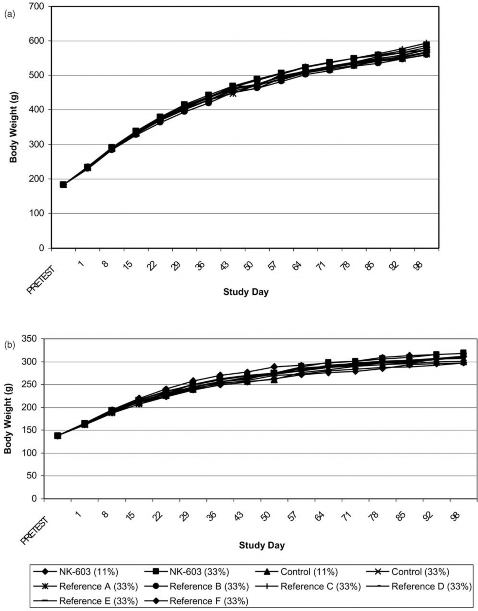 (a)
700
600
500
400
300
200
100
0
Body Weight (g)
PRETEST 1 8 15 22 29 36 43 50 57 64 71 78 85 92 98
Study Day
(b)
350
300
250
200
150
100
50
0
Body Weight (g)
PRETEST 1 8 15 22 29 36 43 50 57 64 71 78 85 92 98
Study Day
NK-603 (11%) NK-603 (33%) Control (11%) Control (33%)
Reference A (33%) Reference B (33%) Reference C (33%) Reference D (33%)
Reference E (33%) Reference F (33%)